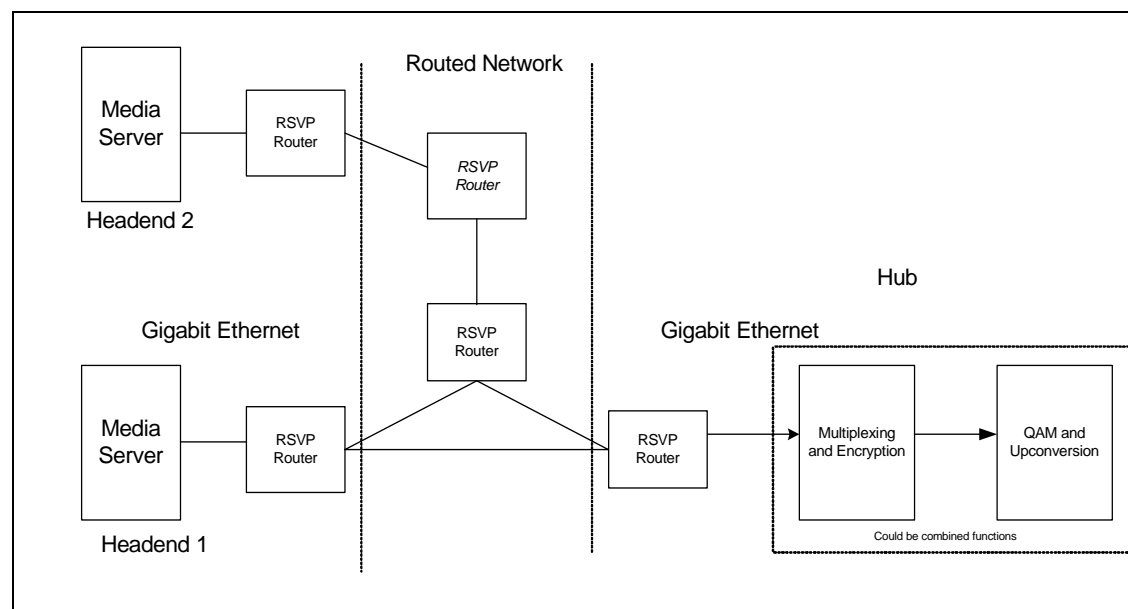 Routed Network
Media
Server
RSVP
Router
RSVP
Router
Headend 2
Hub
Gigabit Ethernet
RSVP
Router
Gigabit Ethernet
Media
Server
RSVP
Router
RSVP
Router
Multiplexing
and Encryption
QAM and
Upconversion
Could be combined functions
Headend 1